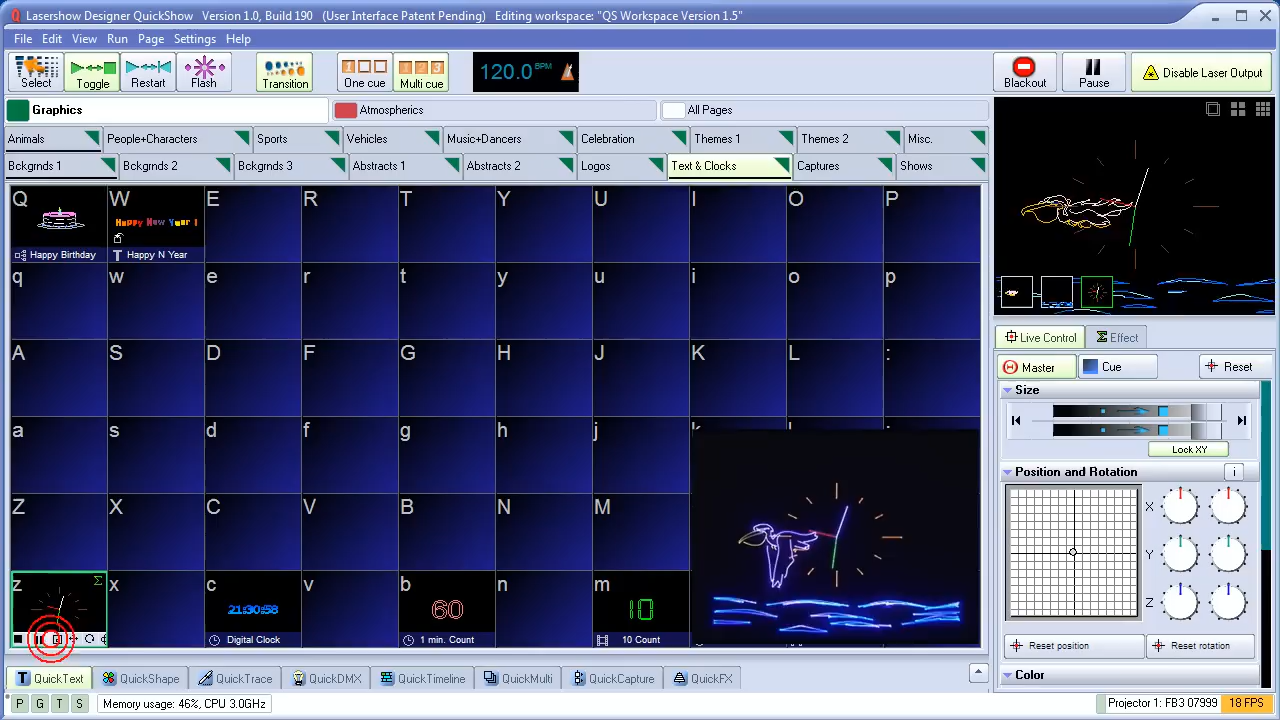 Lasershow Designer QuickShow Version 1.0, Build 190 (User Interface Patent Pending) Editing workspace: "QS Workspace Version 1.5"
File Edit View Run Page Settings Help
Select Toggle Restart Flash Transition One cue Multi cue 120.0 BPM Blackout Pause Disable Laser Output
Graphics Atmospherics All Pages
Animals People+Characters Sports Vehicles Music+Dancers Celebration Themes 1 Themes 2 Misc.
Bckgrnds 1 Bckgrnds 2 Bckgrnds 3 Abstracts 1 Abstracts 2 Logos Text & Clocks Captures Shows
Q W E R T Y U I O P
Happy New Year !
Happy Birthday Happy N Year
q w e r t y u i o p
A S D F G H J K L :
a s d f g h j
Z X C V B N M
z x c v b n m
21:30:58 60 10
Digital Clock 1 min. Count 10 Count
Live Control Effect
Master Cue Reset
Size
Lock XY
Position and Rotation i
X
Y
Z
Reset position Reset rotation
Color
QuickText QuickShape QuickTrace QuickDMX QuickTimeline QuickMulti QuickCapture QuickFX
P G T S Memory usage: 46%, CPU 3.0GHz Projector 1: FB3 07999 18 FPS